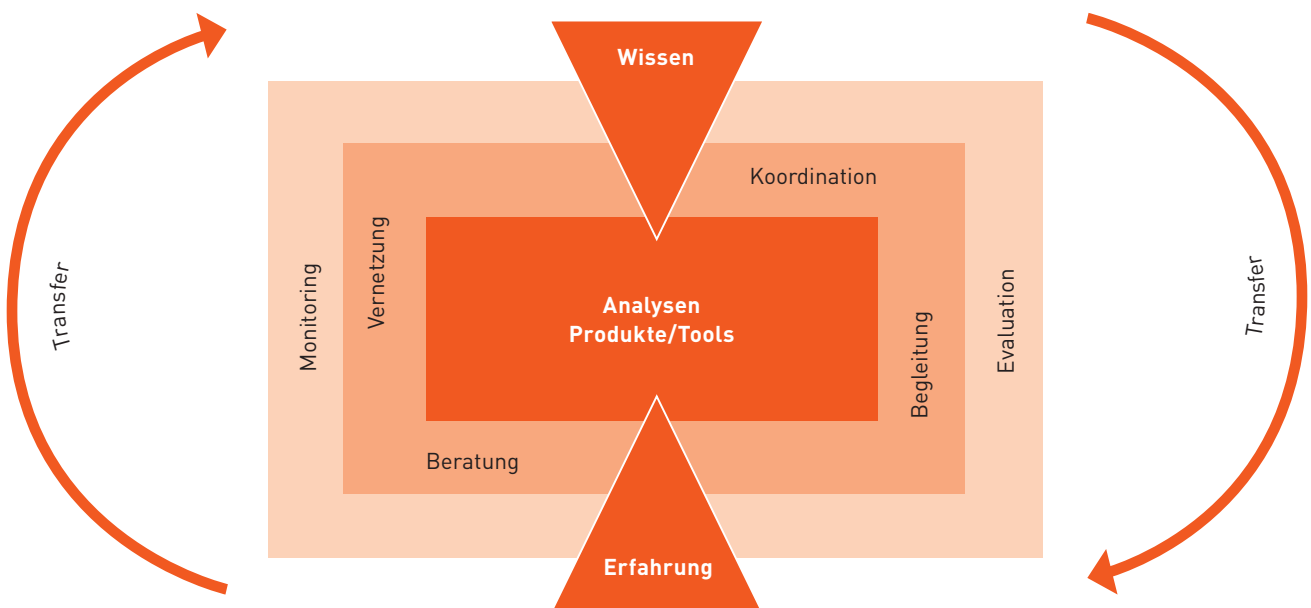 Wissen
Koordination
Transfer
Monitoring
Vernetzung
Analysen
Produkte/Tools
Begleitung
Evaluation
Transfer
Beratung
Erfahrung